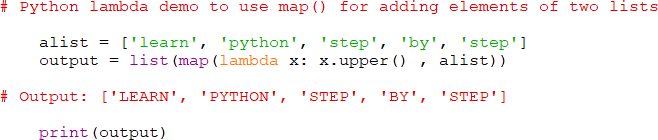 # Python lambda demo to use map() for adding elements of two lists
alist = ['learn', 'python', 'step', 'by', 'step']
output = list(map(lambda x: x.upper() , alist))
# Output: ['LEARN', 'PYTHON', 'STEP', 'BY', 'STEP']
print(output)